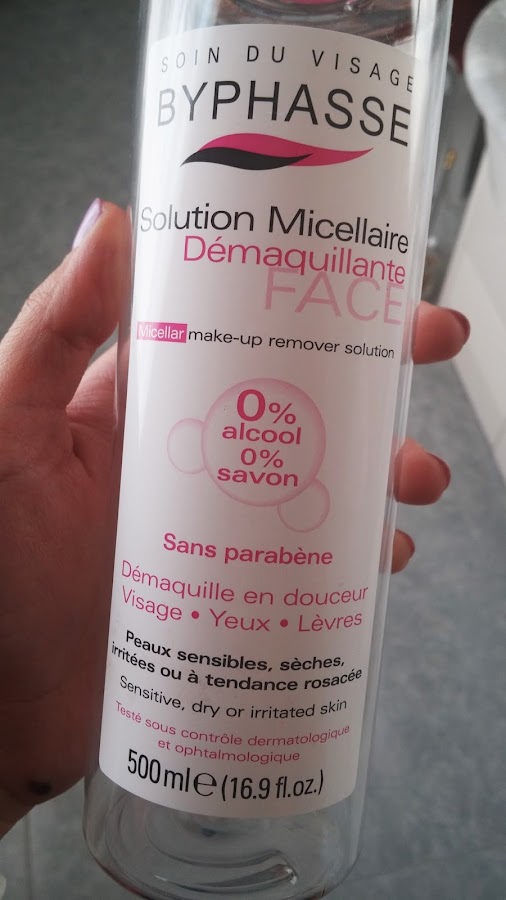 SOIN DU VISAGE
BYPHASSE
Solution Micellaire
Démaquillante
FACE
Micellar make-up remover solution
0%
alcool
0%
savon
Sans parabène
Démaquille en douceur
Visage • Yeux • Lèvres
Peaux sensibles, sèches,
irritées ou à tendance rosacée
Sensitive, dry or irritated skin
Testé sous contrôle dermatologique
et ophtalmologique
500ml℮(16.9 fl.oz.)